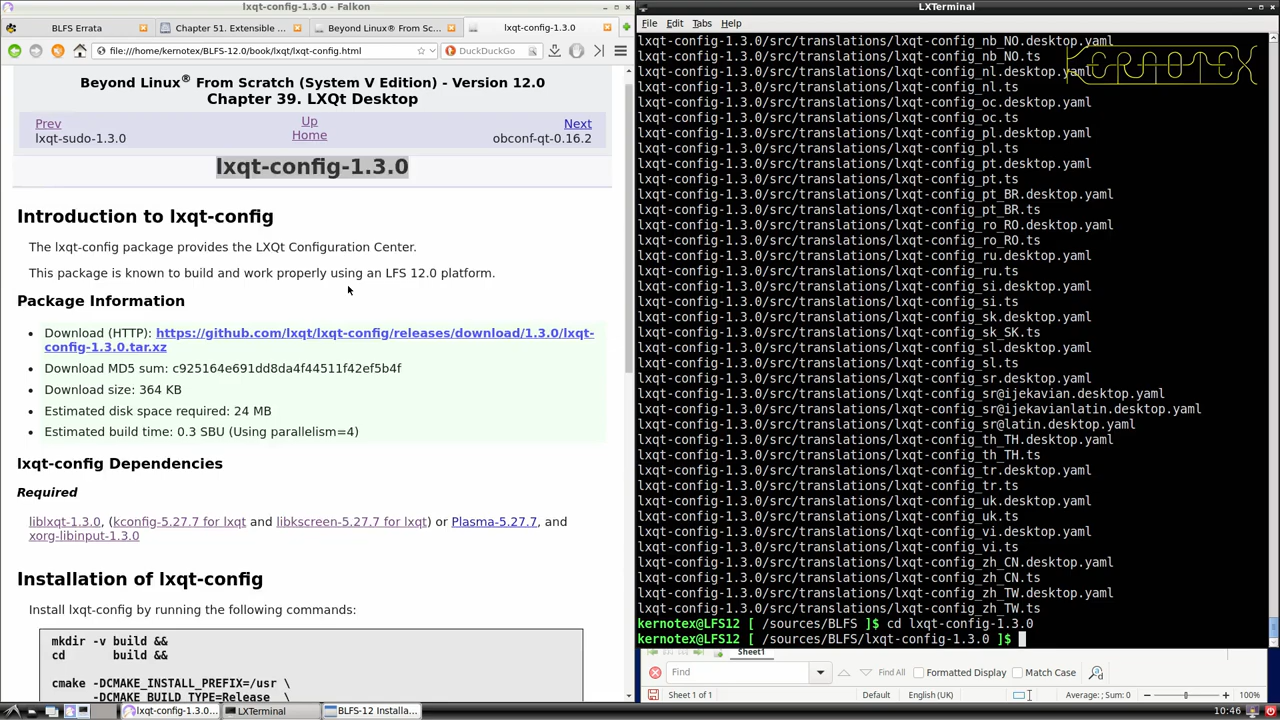 lxqt-config-1.3.0 - Falkon
BLFS Errata
Chapter 51. Extensible ...
Beyond Linux® From Sc...
lxqt-config-1.3.0
file:///home/kernotex/BLFS-12.0/book/lxqt/lxqt-config.html
DuckDuckGo
Beyond Linux® From Scratch (System V Edition) - Version 12.0
Chapter 39. LXQt Desktop
Prev
Up
Next
lxqt-sudo-1.3.0
Home
obconf-qt-0.16.2
lxqt-config-1.3.0
Introduction to lxqt-config
The lxqt-config package provides the LXQt Configuration Center.
This package is known to build and work properly using an LFS 12.0 platform.
Package Information
• Download (HTTP): https://github.com/lxqt/lxqt-config/releases/download/1.3.0/lxqt-
config-1.3.0.tar.xz
• Download MD5 sum: c925164e691dd8da4f44511f42ef5b4f
• Download size: 364 KB
• Estimated disk space required: 24 MB
• Estimated build time: 0.3 SBU (Using parallelism=4)
lxqt-config Dependencies
Required
liblxqt-1.3.0, (kconfig-5.27.7 for lxqt and libkscreen-5.27.7 for lxqt) or Plasma-5.27.7, and
xorg-libinput-1.3.0
Installation of lxqt-config
Install lxqt-config by running the following commands:
mkdir -v build &&
cd       build &&
cmake -DCMAKE_INSTALL_PREFIX=/usr \
      -DCMAKE_BUILD_TYPE=Release \
LXTerminal
File Edit Tabs Help
KERNOTEX
lxqt-config-1.3.0/src/translations/lxqt-config_nb_NO.desktop.yaml
lxqt-config-1.3.0/src/translations/lxqt-config_nb_NO.ts
lxqt-config-1.3.0/src/translations/lxqt-config_nl.desktop.yaml
lxqt-config-1.3.0/src/translations/lxqt-config_nl.ts
lxqt-config-1.3.0/src/translations/lxqt-config_oc.desktop.yaml
lxqt-config-1.3.0/src/translations/lxqt-config_oc.ts
lxqt-config-1.3.0/src/translations/lxqt-config_pl.desktop.yaml
lxqt-config-1.3.0/src/translations/lxqt-config_pl.ts
lxqt-config-1.3.0/src/translations/lxqt-config_pt.desktop.yaml
lxqt-config-1.3.0/src/translations/lxqt-config_pt.ts
lxqt-config-1.3.0/src/translations/lxqt-config_pt_BR.desktop.yaml
lxqt-config-1.3.0/src/translations/lxqt-config_pt_BR.ts
lxqt-config-1.3.0/src/translations/lxqt-config_ro_RO.desktop.yaml
lxqt-config-1.3.0/src/translations/lxqt-config_ro_RO.ts
lxqt-config-1.3.0/src/translations/lxqt-config_ru.desktop.yaml
lxqt-config-1.3.0/src/translations/lxqt-config_ru.ts
lxqt-config-1.3.0/src/translations/lxqt-config_si.desktop.yaml
lxqt-config-1.3.0/src/translations/lxqt-config_si.ts
lxqt-config-1.3.0/src/translations/lxqt-config_sk.desktop.yaml
lxqt-config-1.3.0/src/translations/lxqt-config_sk_SK.ts
lxqt-config-1.3.0/src/translations/lxqt-config_sl.desktop.yaml
lxqt-config-1.3.0/src/translations/lxqt-config_sl.ts
lxqt-config-1.3.0/src/translations/lxqt-config_sr.desktop.yaml
lxqt-config-1.3.0/src/translations/lxqt-config_sr@ijekavian.desktop.yaml
lxqt-config-1.3.0/src/translations/lxqt-config_sr@ijekavianlatin.desktop.yaml
lxqt-config-1.3.0/src/translations/lxqt-config_sr@latin.desktop.yaml
lxqt-config-1.3.0/src/translations/lxqt-config_th_TH.desktop.yaml
lxqt-config-1.3.0/src/translations/lxqt-config_th_TH.ts
lxqt-config-1.3.0/src/translations/lxqt-config_tr.desktop.yaml
lxqt-config-1.3.0/src/translations/lxqt-config_tr.ts
lxqt-config-1.3.0/src/translations/lxqt-config_uk.desktop.yaml
lxqt-config-1.3.0/src/translations/lxqt-config_uk.ts
lxqt-config-1.3.0/src/translations/lxqt-config_vi.desktop.yaml
lxqt-config-1.3.0/src/translations/lxqt-config_vi.ts
lxqt-config-1.3.0/src/translations/lxqt-config_zh_CN.desktop.yaml
lxqt-config-1.3.0/src/translations/lxqt-config_zh_CN.ts
lxqt-config-1.3.0/src/translations/lxqt-config_zh_TW.desktop.yaml
lxqt-config-1.3.0/src/translations/lxqt-config_zh_TW.ts
kernotex@LFS12 [ /sources/BLFS ]$ cd lxqt-config-1.3.0
kernotex@LFS12 [ /sources/BLFS/lxqt-config-1.3.0 ]$
Sheet1
Find
Find All
Formatted Display
Match Case
Sheet 1 of 1
Default
English (UK)
Average: ; Sum: 0
100%
lxqt-config-1.3.0...
LXTerminal
BLFS-12 Installa...
10:46